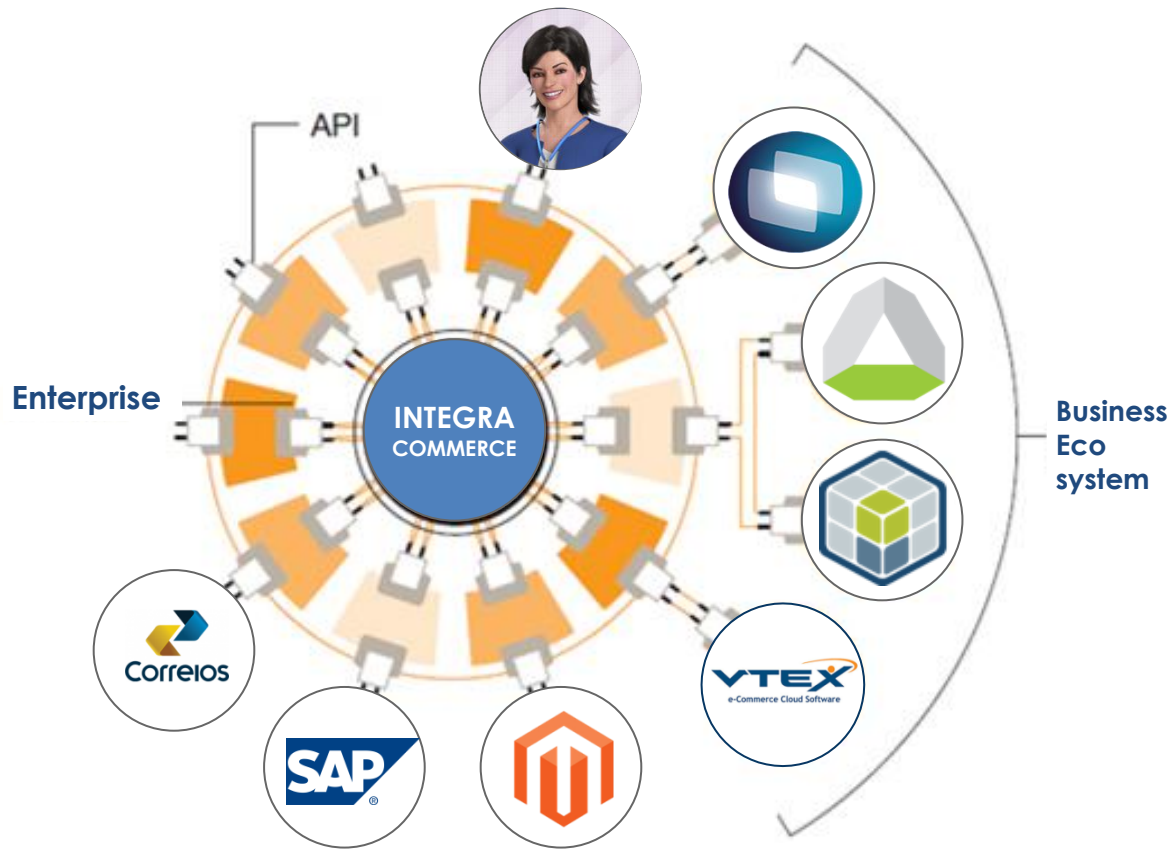 API
Enterprise
INTEGRA
COMMERCE
Business
Eco
system
Correios
SAP
®
VTEX
e-Commerce Cloud Software